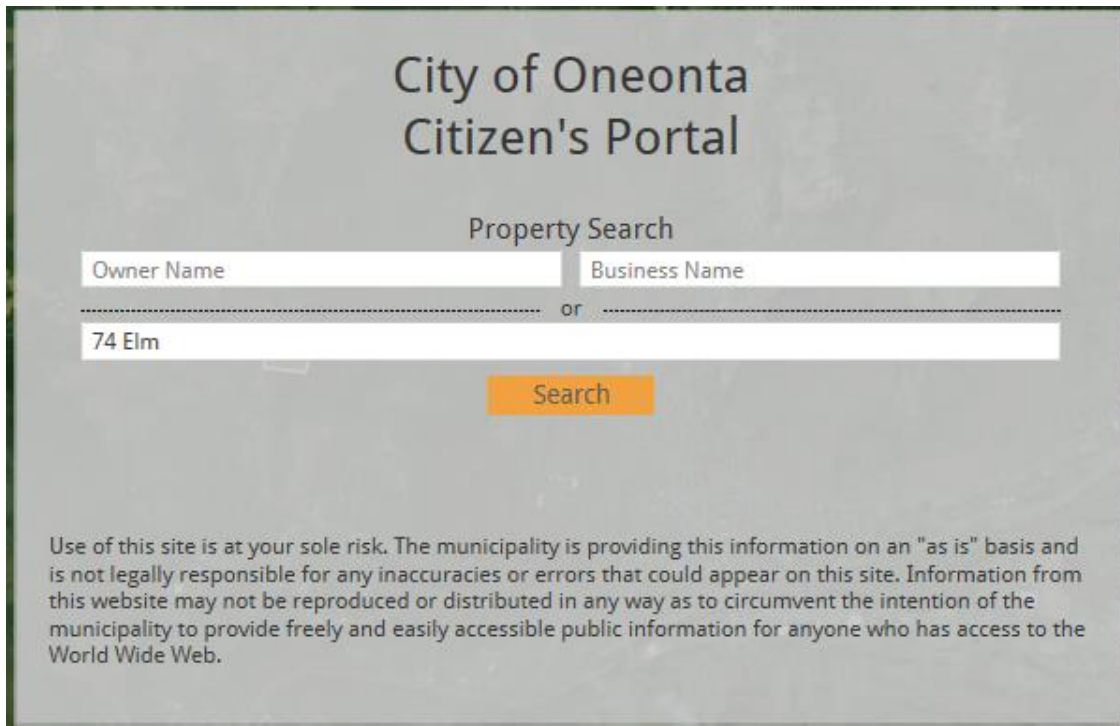 City of Oneonta
Citizen's Portal
Property Search
Owner Name
Business Name
or
74 Elm
Search
Use of this site is at your sole risk. The municipality is providing this information on an "as is" basis and
is not legally responsible for any inaccuracies or errors that could appear on this site. Information from
this website may not be reproduced or distributed in any way as to circumvent the intention of the
municipality to provide freely and easily accessible public information for anyone who has access to the
World Wide Web.